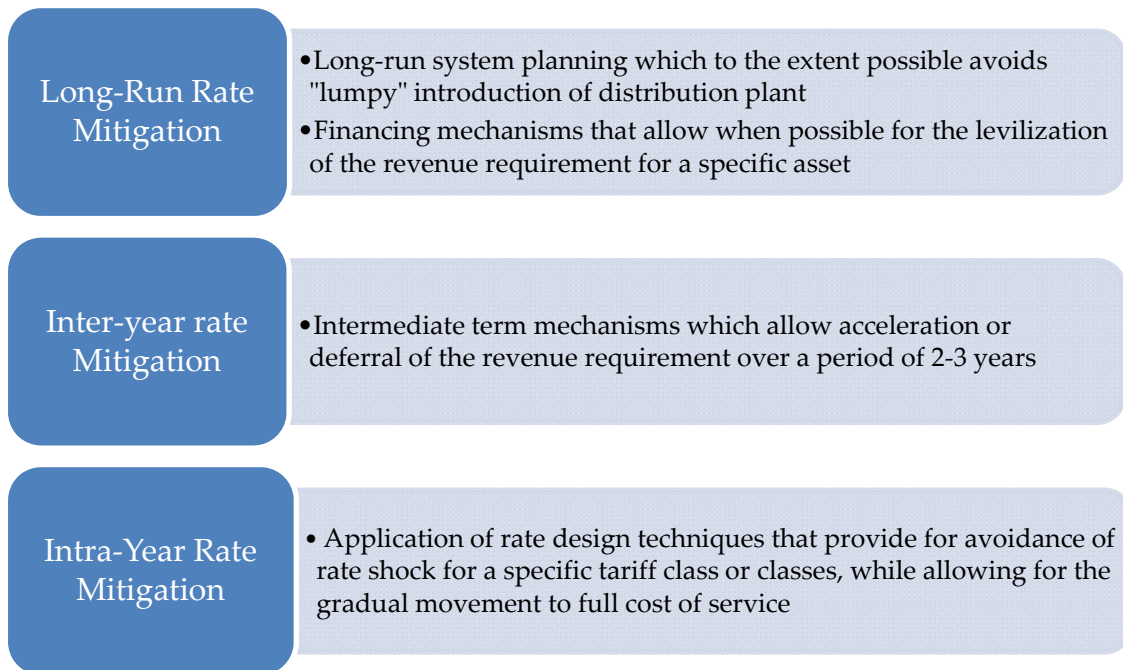 Long-Run Rate
Mitigation
•Long-run system planning which to the extent possible avoids
"lumpy" introduction of distribution plant
•Financing mechanisms that allow when possible for the levilization
of the revenue requirement for a specific asset
Inter-year rate
Mitigation
•Intermediate term mechanisms which allow acceleration or
deferral of the revenue requirement over a period of 2-3 years
Intra-Year Rate
Mitigation
• Application of rate design techniques that provide for avoidance of
rate shock for a specific tariff class or classes, while allowing for the
gradual movement to full cost of service